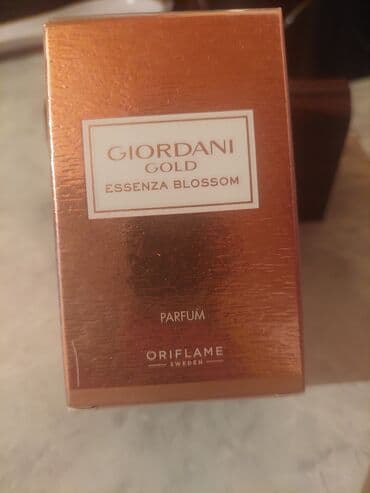 GIORDANI
GOLD
ESSENZA BLOSSOM
PARFUM
ORIFLAME
SWEDEN